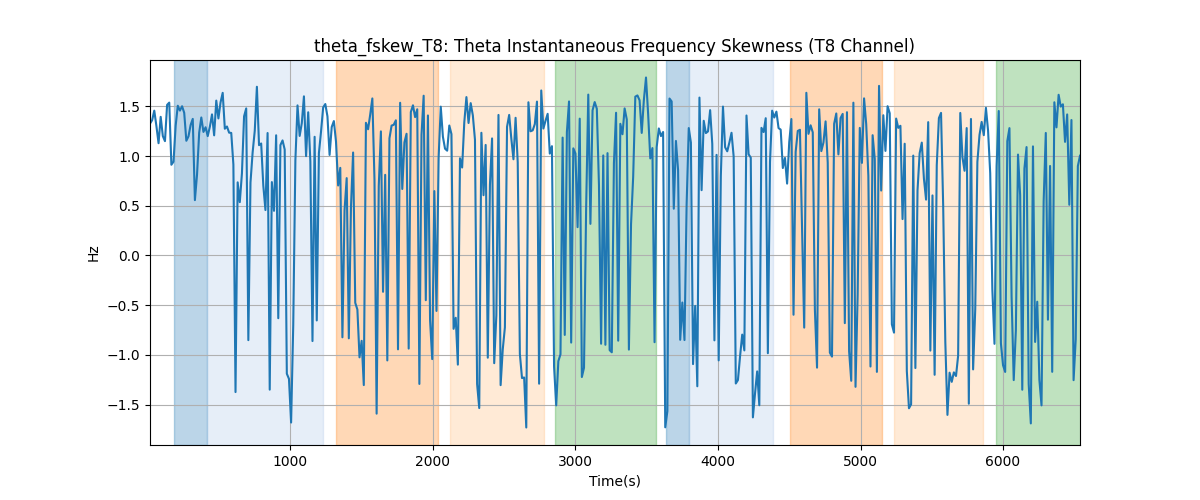 theta_fskew_T8: Theta Instantaneous Frequency Skewness (T8 Channel)
1.5
1.0
0.5
0.0
−0.5
−1.0
−1.5
Hz
1000 2000 3000 4000 5000 6000
Time(s)